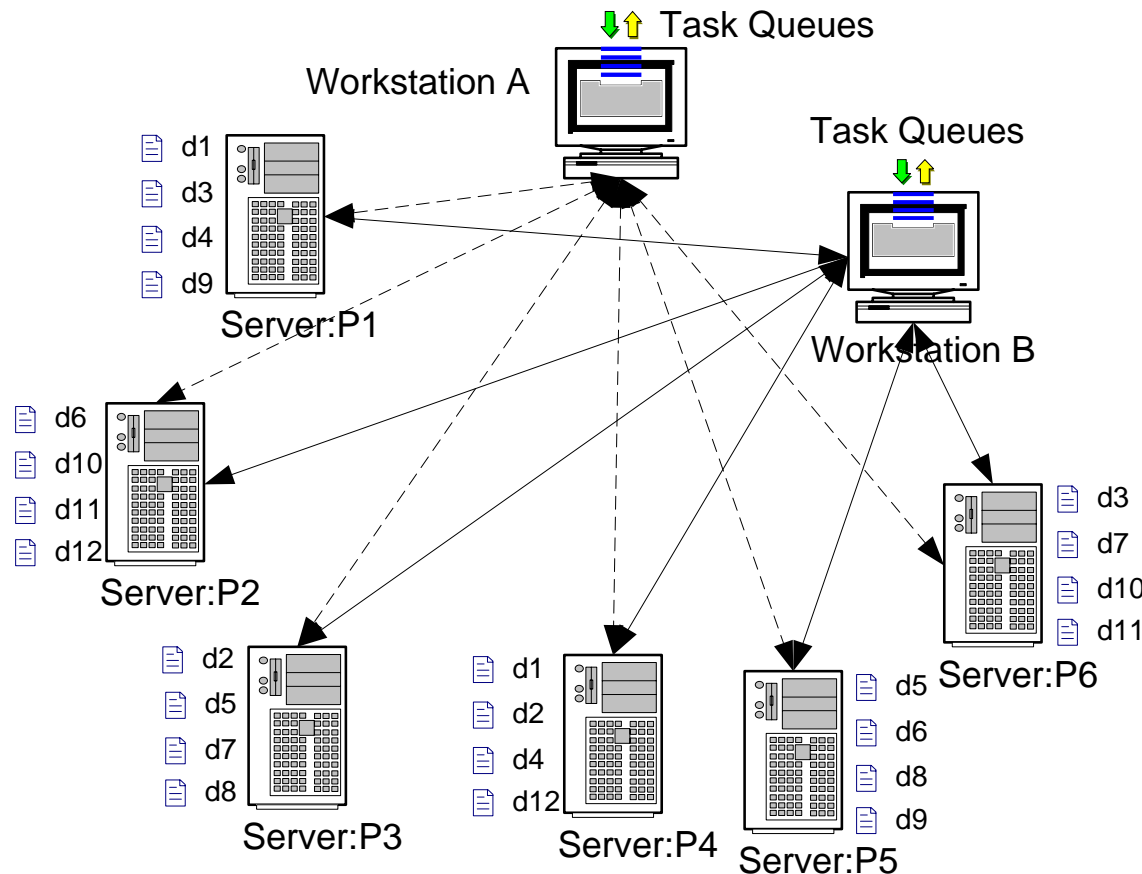 Task Queues
Workstation A
Task Queues
d1
d3
d4
d9
Server:P1
Workstation B
d6
d10
d11
d12
Server:P2
d3
d7
d10
d11
Server:P6
d2
d5
d7
d8
Server:P3
d1
d2
d4
d12
Server:P4
d5
d6
d8
d9
Server:P5